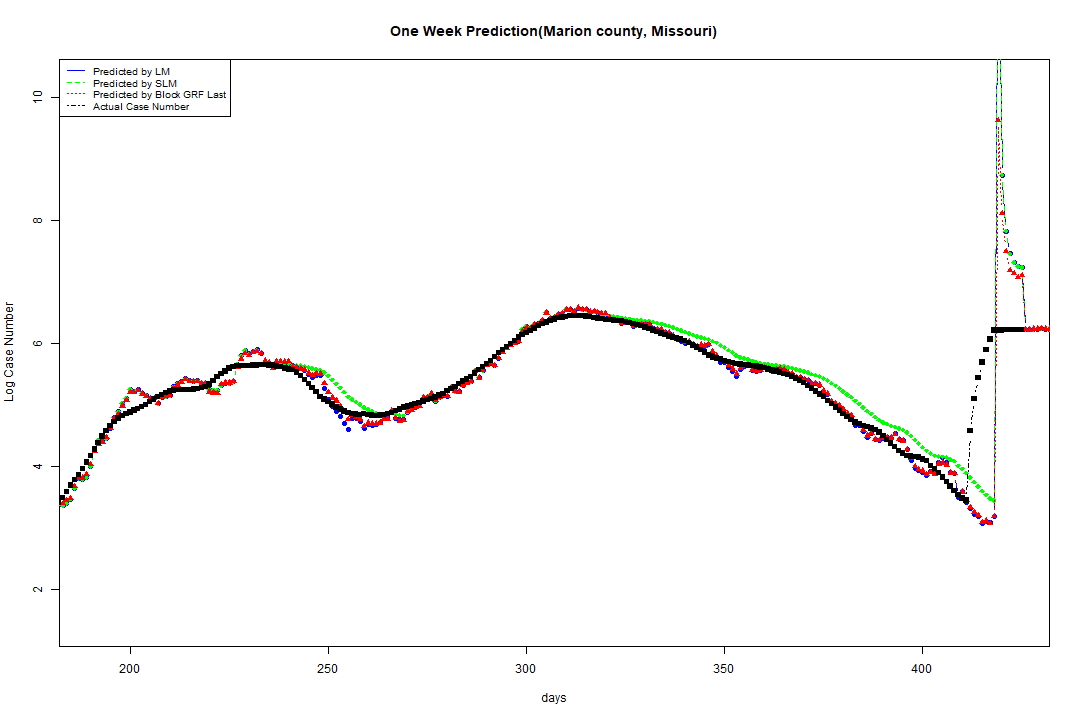 One Week Prediction(Marion county, Missouri)
Predicted by LM
Predicted by SLM
Predicted by Block GRF Last
Actual Case Number
Log Case Number
10
8
6
4
2
200 250 300 350 400
days